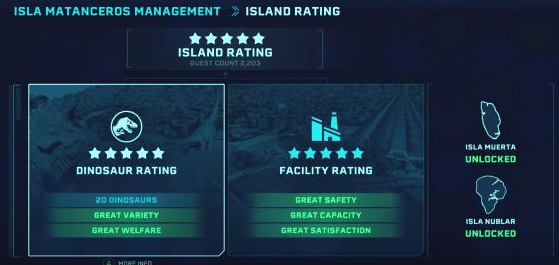 ISLA MATANCEROS MANAGEMENT » ISLAND RATING
ISLAND RATING
GUEST COUNT 2,203
DINOSAUR RATING
20 DINOSAURS
GREAT VARIETY
GREAT WELFARE
FACILITY RATING
GREAT SAFETY
GREAT CAPACITY
GREAT SATISFACTION
ISLA MUERTA
UNLOCKED
ISLA NUBLAR
UNLOCKED
A MORE INFO